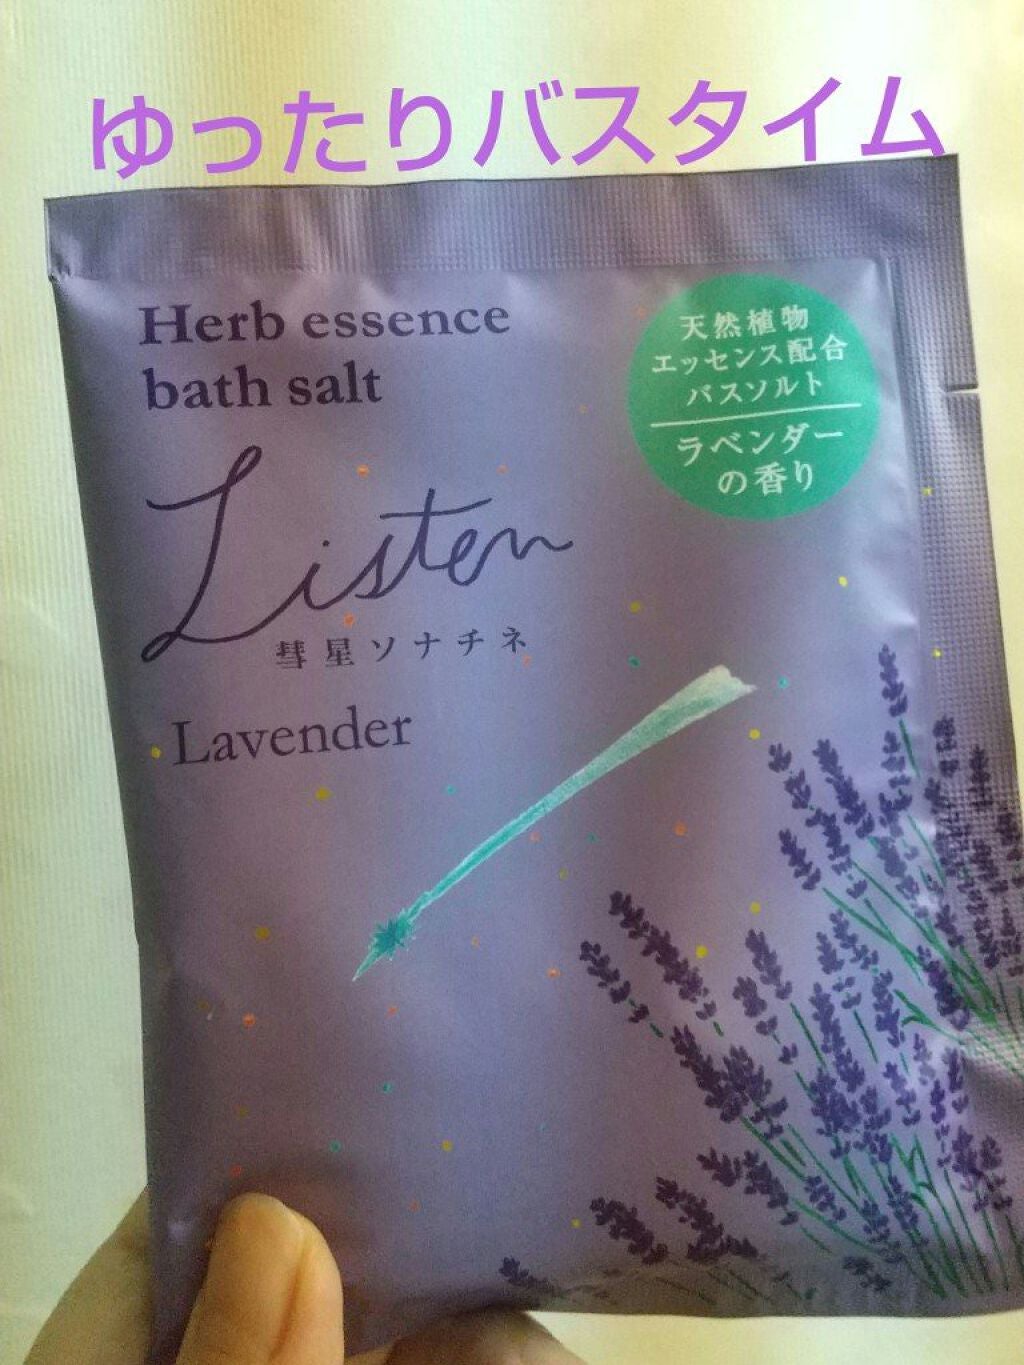 ゆったりバスタイム
Herb essence
bath salt
天然植物
エッセンス配合
バスソルト
ラベンダー
の香り
Listen
彗星ソナチネ
Lavender